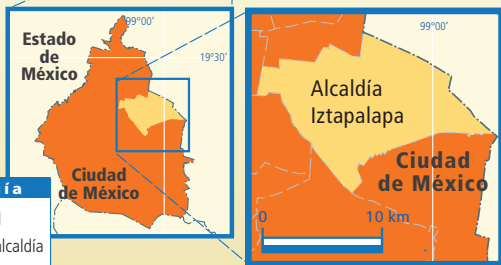 99°00'
19°30'
Estado
de
México
Ciudad
de México
99°00'
Alcaldía
Iztapalapa
Ciudad
de México
0 10 km
ía
alcaldía